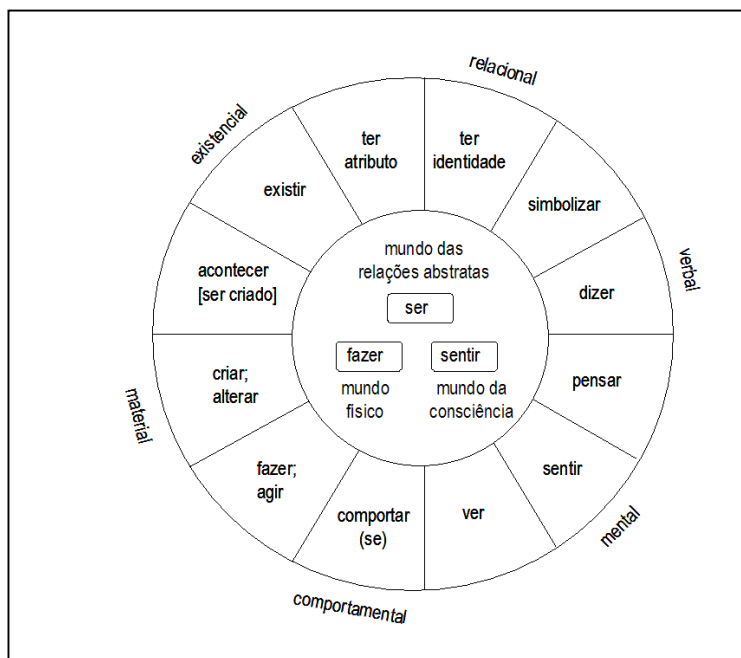 relacional
existencial
ter
atributo
ter
identidade
existir
simbolizar
mundo das
relações abstratas
verbal
acontecer
[ser criado]
ser
dizer
fazer
sentir
criar;
alterar
mundo
físico
mundo da
consciência
pensar
material
fazer;
agir
sentir
comportar
(se)
ver
mental
comportamental